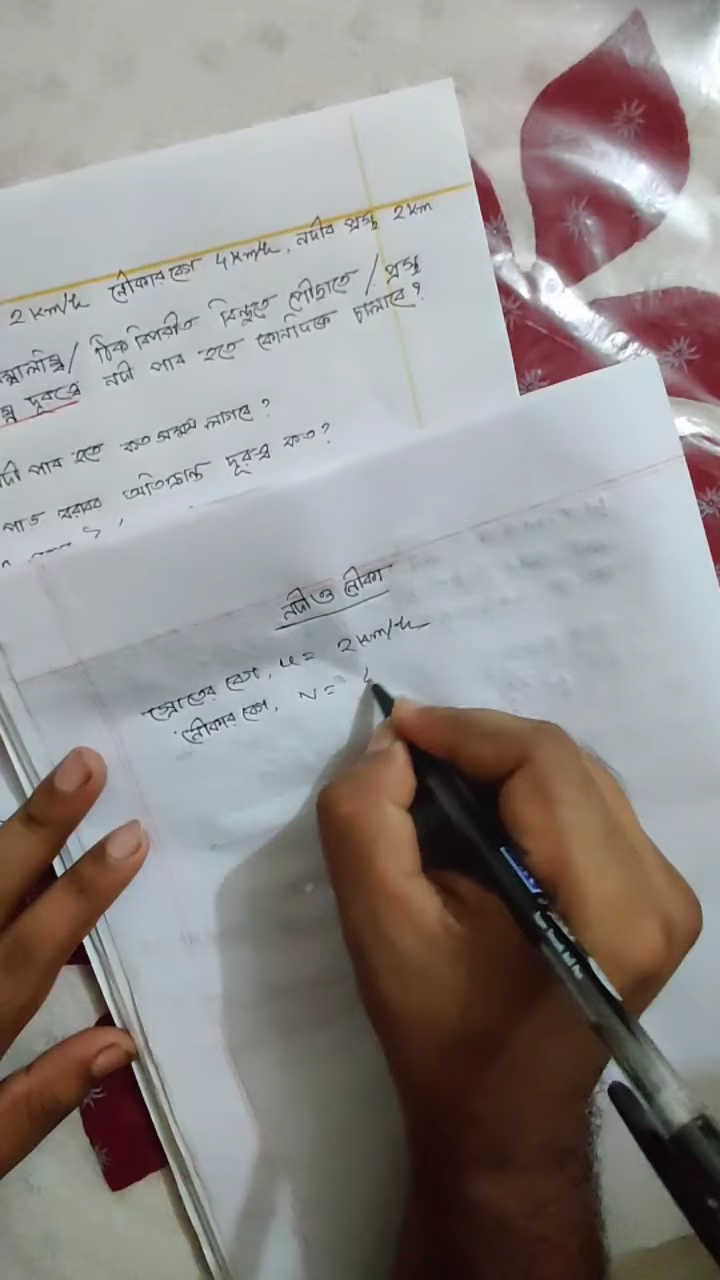 2 km/h নৌকার বেগ 4 km/h, নদীর প্রস্থ 2 km
ঠিক বিপরীত বিন্দুতে পৌঁছাতে / প্রস্থ
দূরত্বে নদী পার হতে কোনদিকে চালাবে?
পার হতে কত সময় লাগবে?
পাড় বরাবর অতিক্রান্ত দূরত্ব কত?
নদী ও নৌকা
স্রোতের বেগ, u = 2 km/h
নৌকার বেগ, v =